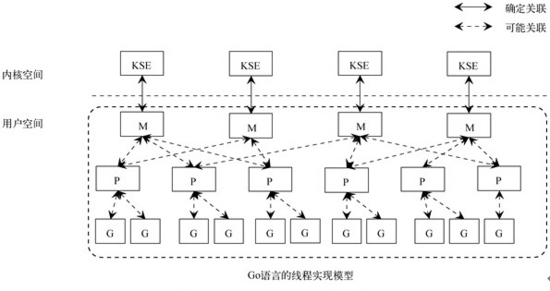 确定关联
可能关联
KSE KSE KSE KSE
内核空间
用户空间
M M M M
P P P P P P
G G G G G G G G G G G
Go语言的线程实现模型